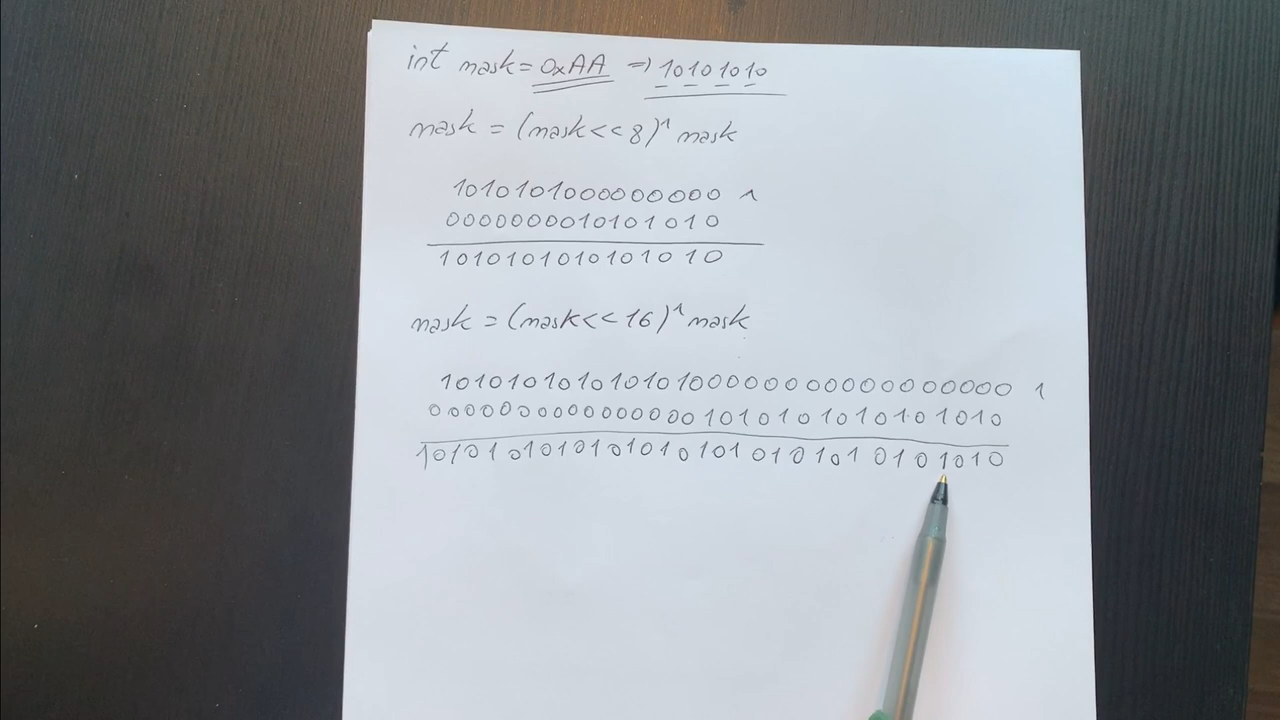 int mask = 0xAA => 10101010
mask = (mask<<8)^ mask
1010101000000000 ^
0000000010101010
1010101010101010
mask = (mask<<16)^ mask
10101010101010100000000000000000 ^
00000000000000001010101010101010
10101010101010101010101010101010